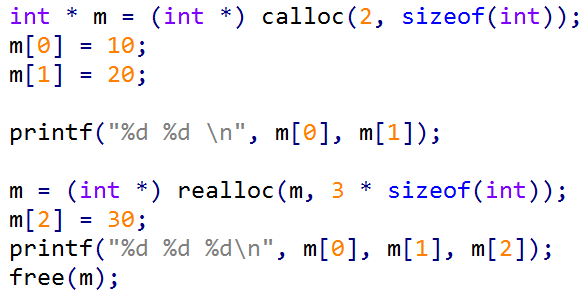 int * m = (int *) calloc(2, sizeof(int));
m[0] = 10;
m[1] = 20;
printf("%d %d \n", m[0], m[1]);
m = (int *) realloc(m, 3 * sizeof(int));
m[2] = 30;
printf("%d %d %d\n", m[0], m[1], m[2]);
free(m);